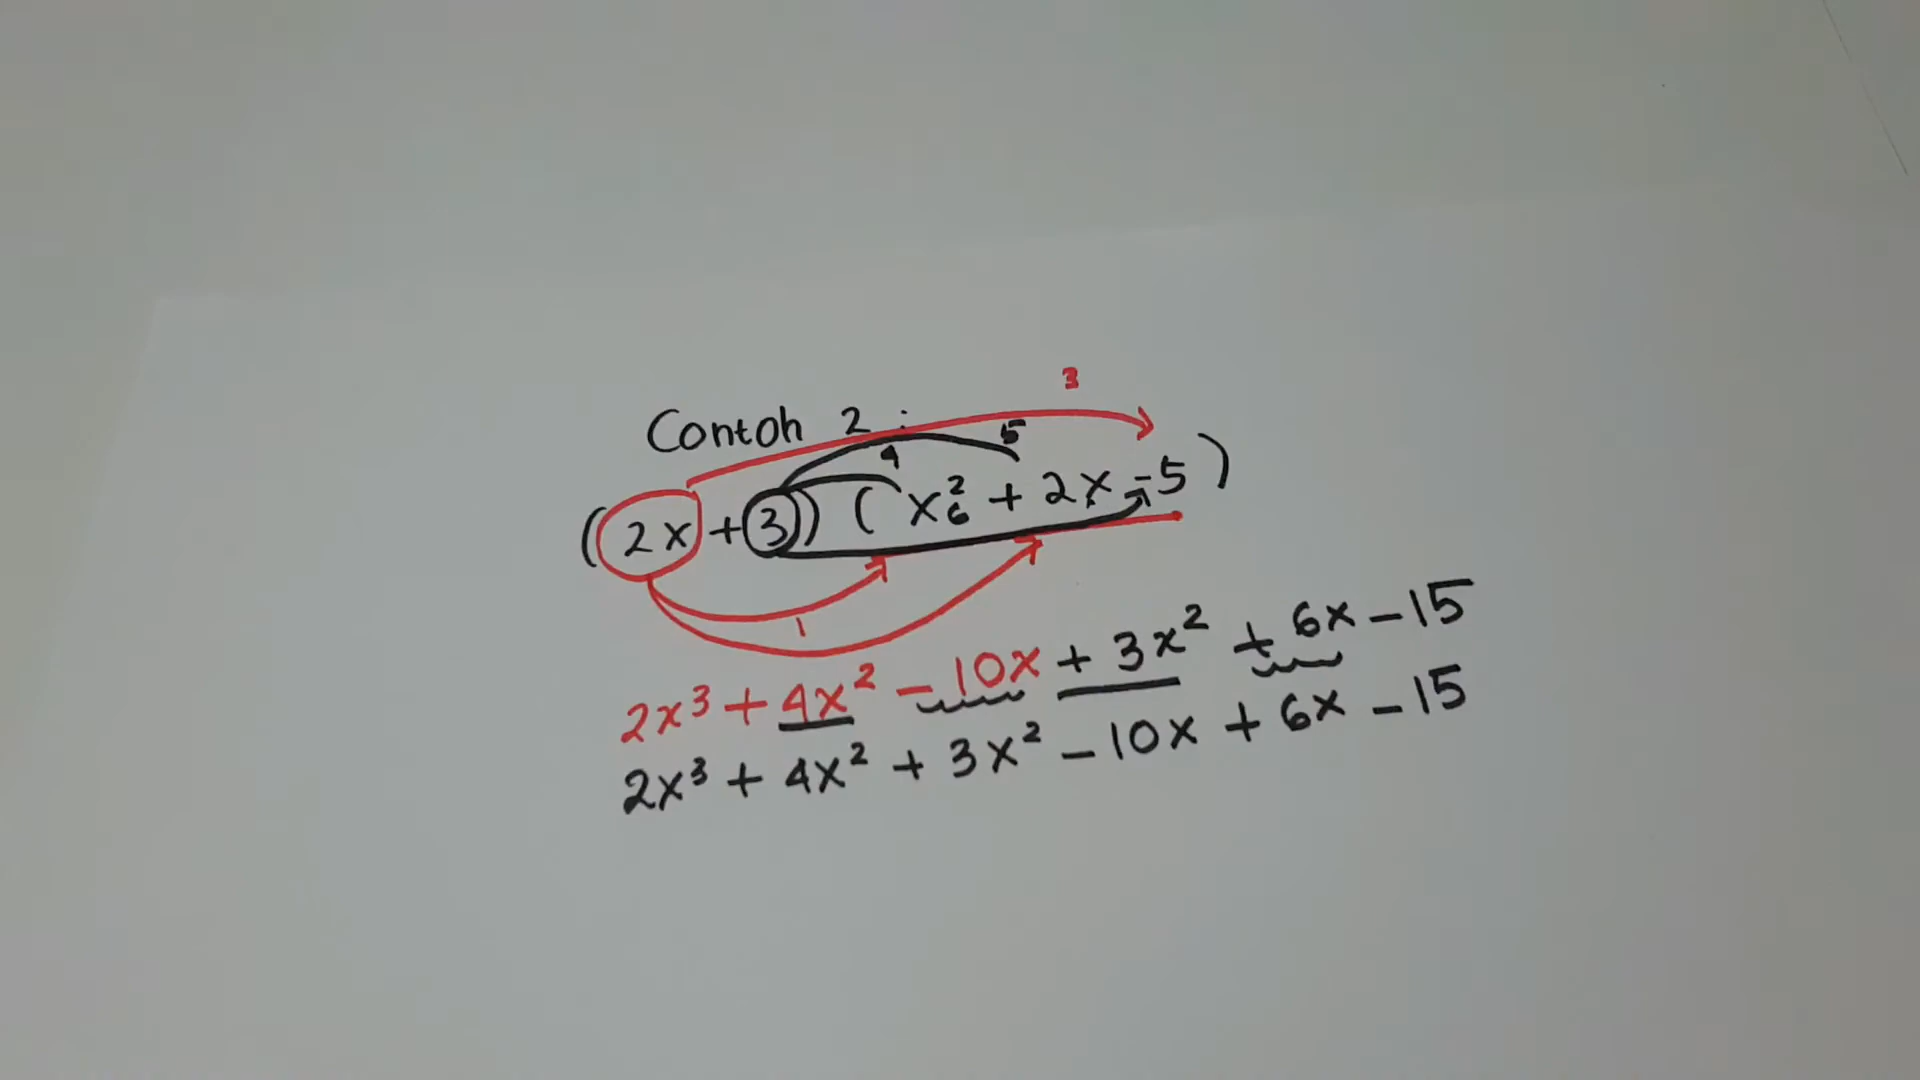 3
Contoh 2 :
4 5
(2x + 3) (x² + 2x - 5)
6
1
2x³ + 4x² - 10x + 3x² + 6x - 15
2x³ + 4x² + 3x² - 10x + 6x - 15